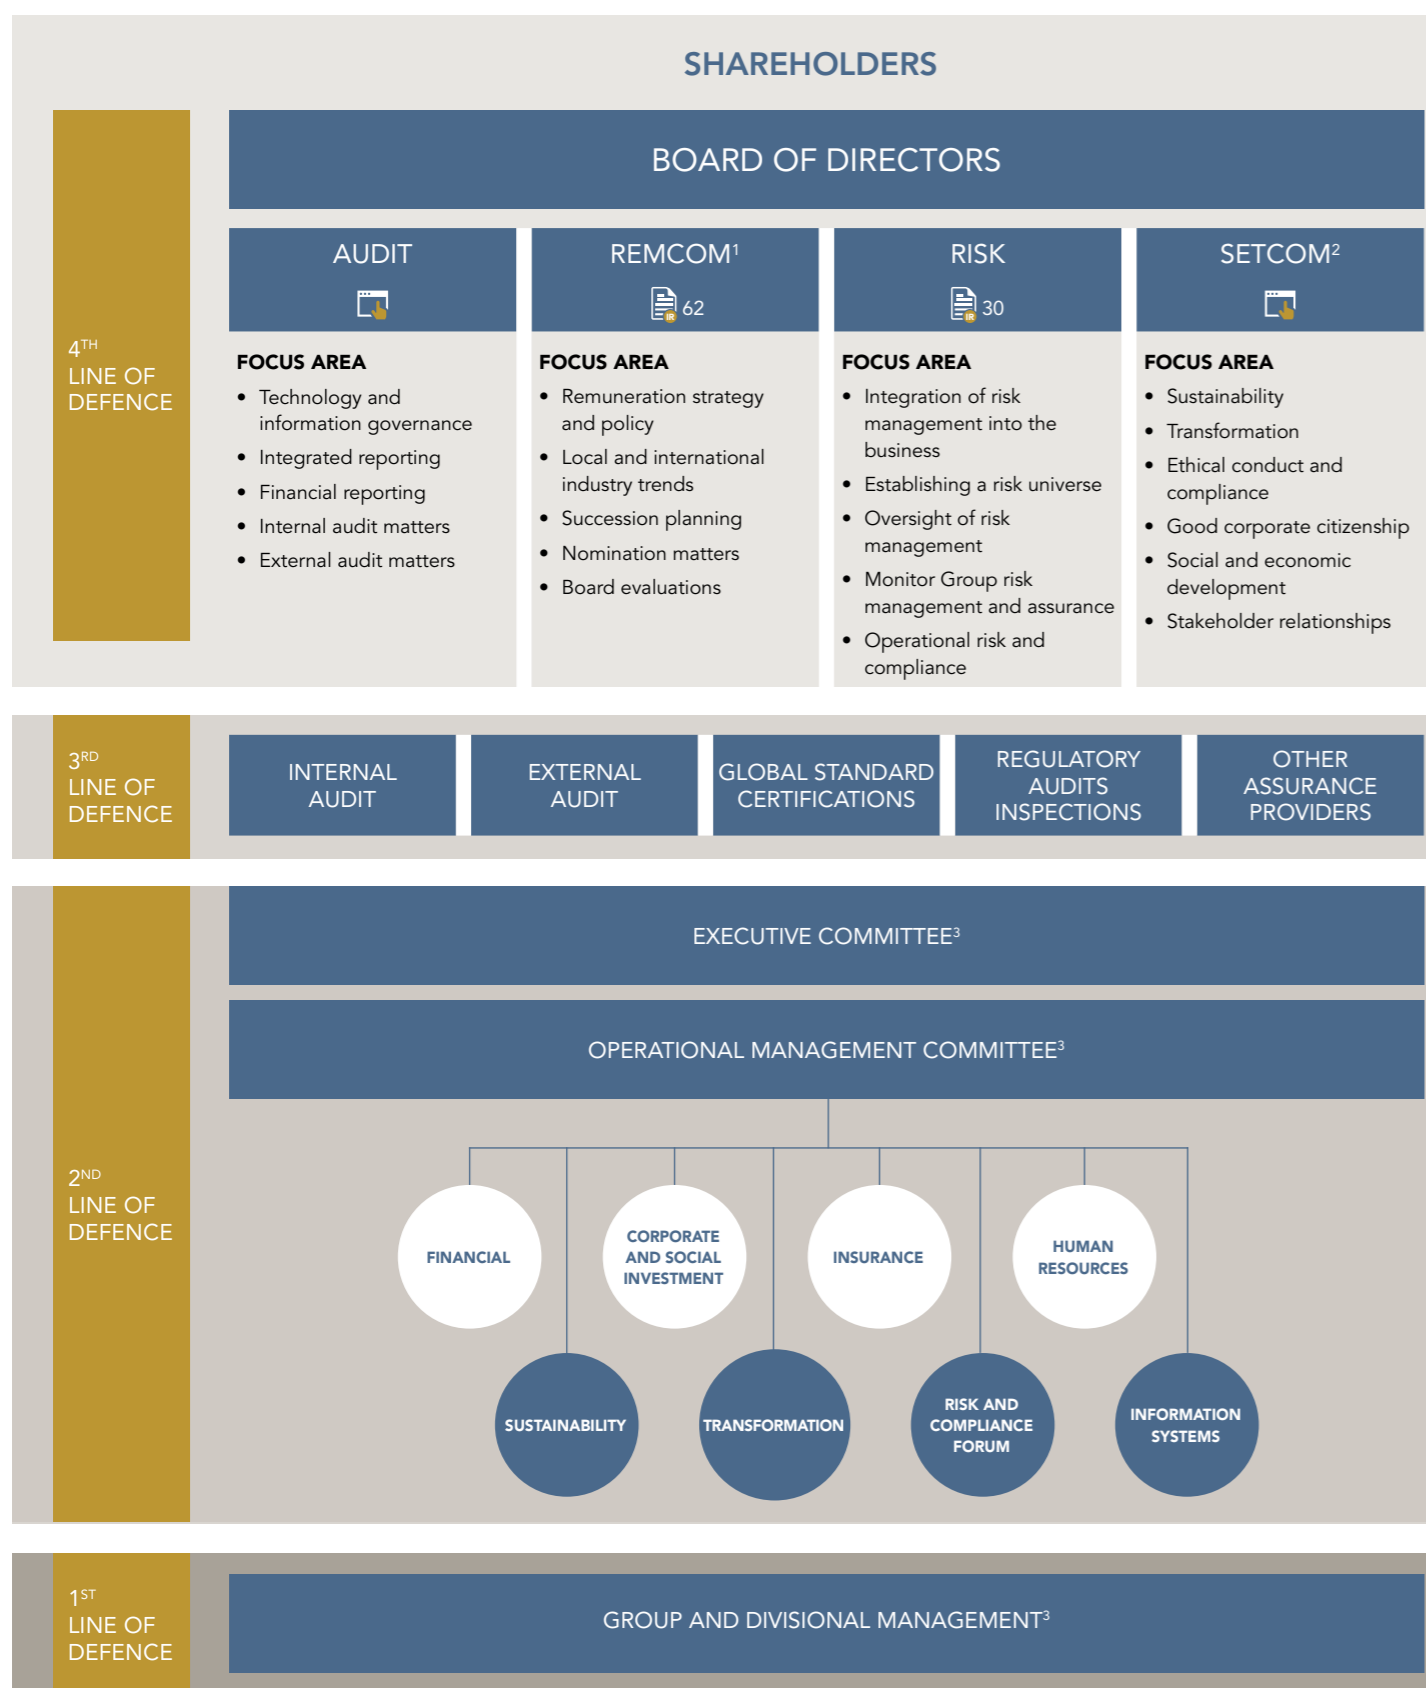 SHAREHOLDERS
BOARD OF DIRECTORS
4TH
LINE OF
DEFENCE
AUDIT
FOCUS AREA
• Technology and
information governance
• Integrated reporting
• Financial reporting
• Internal audit matters
• External audit matters
REMCOM1
IR 62
FOCUS AREA
• Remuneration strategy
and policy
• Local and international
industry trends
• Succession planning
• Nomination matters
• Board evaluations
RISK
IR 30
FOCUS AREA
• Integration of risk
management into the
business
• Establishing a risk universe
• Oversight of risk
management
• Monitor Group risk
management and assurance
• Operational risk and
compliance
SETCOM2
FOCUS AREA
• Sustainability
• Transformation
• Ethical conduct and
compliance
• Good corporate citizenship
• Social and economic
development
• Stakeholder relationships
3RD
LINE OF
DEFENCE
INTERNAL
AUDIT
EXTERNAL
AUDIT
GLOBAL STANDARD
CERTIFICATIONS
REGULATORY
AUDITS
INSPECTIONS
OTHER
ASSURANCE
PROVIDERS
2ND
LINE OF
DEFENCE
EXECUTIVE COMMITTEE3
OPERATIONAL MANAGEMENT COMMITTEE3
FINANCIAL
CORPORATE
AND SOCIAL
INVESTMENT
INSURANCE
HUMAN
RESOURCES
SUSTAINABILITY
TRANSFORMATION
RISK AND
COMPLIANCE
FORUM
INFORMATION
SYSTEMS
1ST
LINE OF
DEFENCE
GROUP AND DIVISIONAL MANAGEMENT3